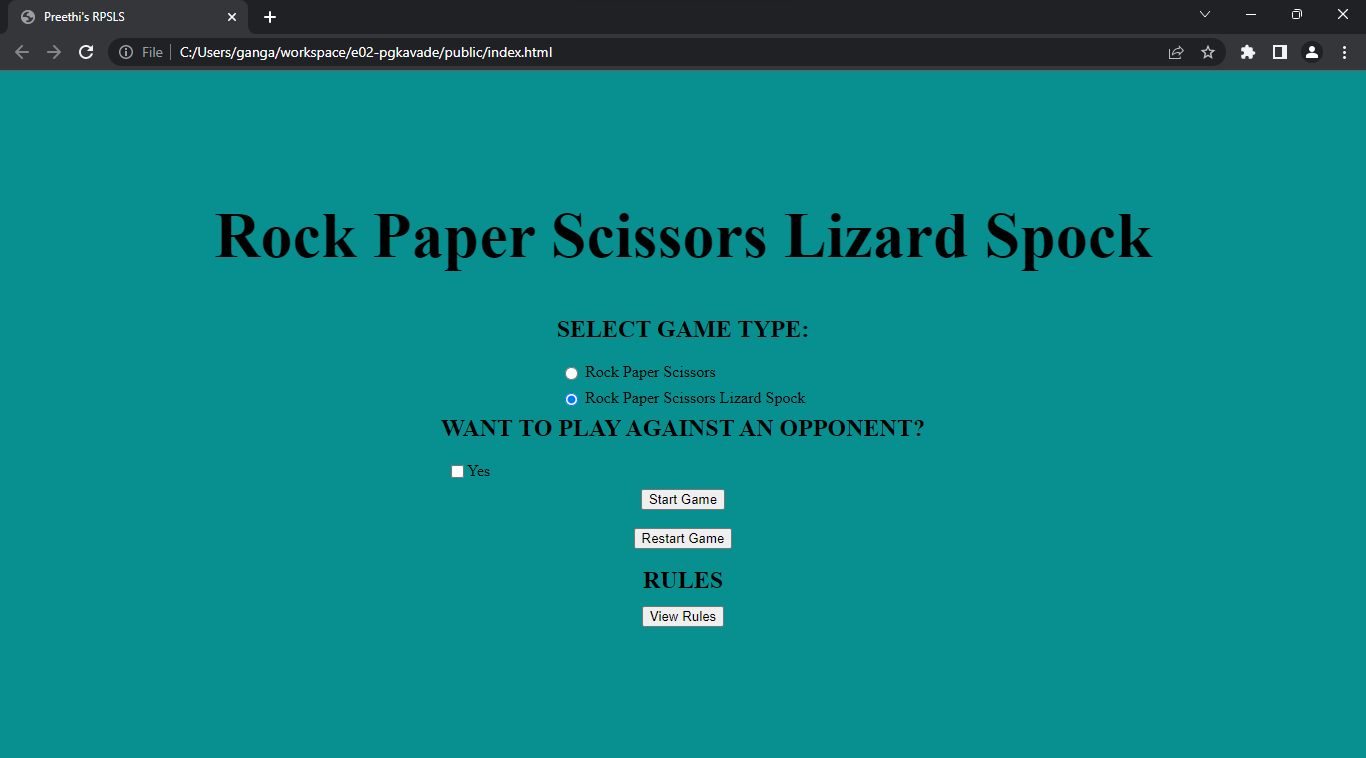 Preethi's RPSLS
File C:/Users/ganga/workspace/e02-pgkavade/public/index.html
Rock Paper Scissors Lizard Spock
SELECT GAME TYPE:
Rock Paper Scissors
Rock Paper Scissors Lizard Spock
WANT TO PLAY AGAINST AN OPPONENT?
Yes
Start Game
Restart Game
RULES
View Rules